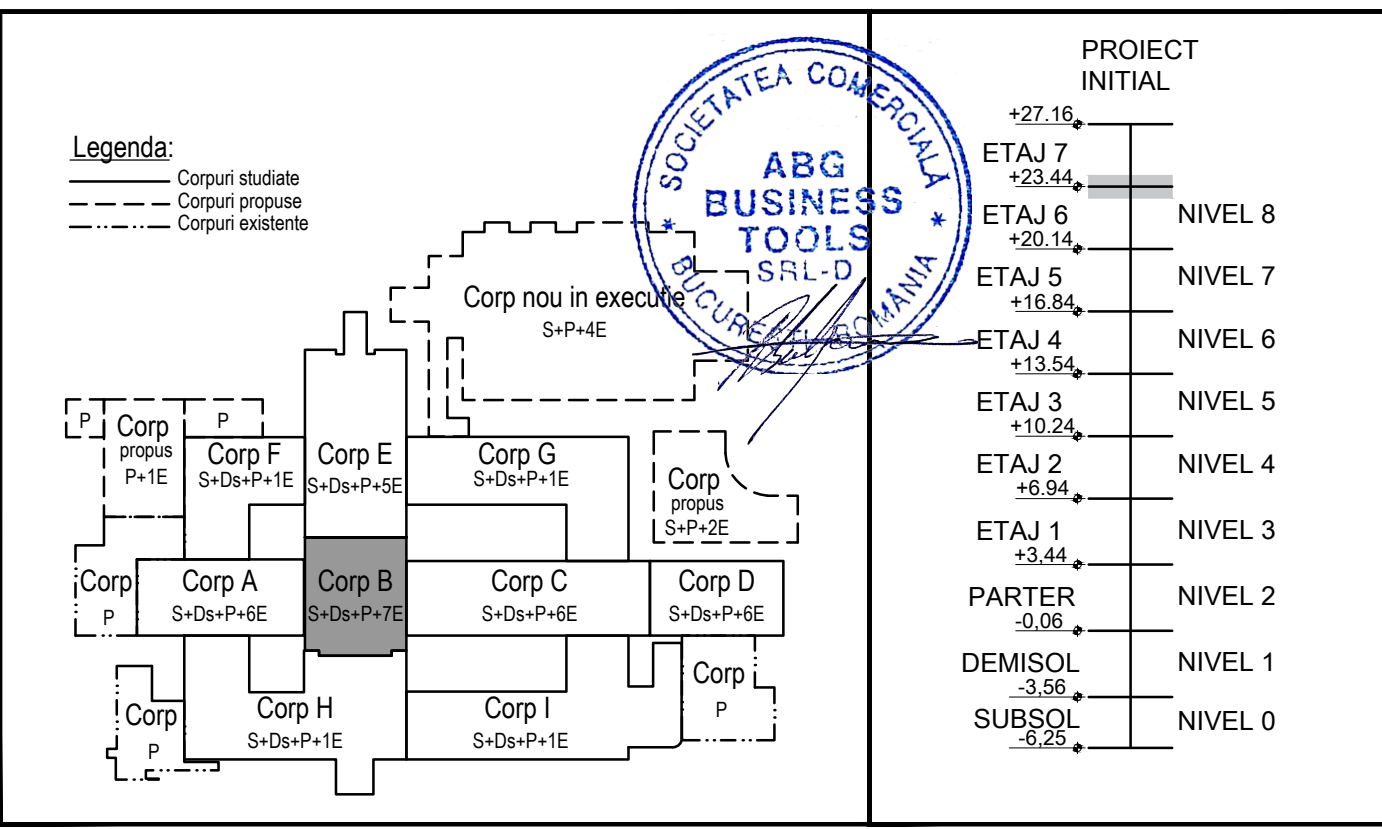 Legenda:
Corpuri studiate
Corpuri propuse
Corpuri existente
SOCIETATEA COMERCIALĂ
ABG
BUSINESS
TOOLS
SRL-D
* BUCUREȘTI - ROMÂNIA *
Corp nou in executie
S+P+4E
P
Corp
propus
P+1E
P
Corp F
S+Ds+P+1E
Corp E
S+Ds+P+5E
Corp G
S+Ds+P+1E
Corp
propus
S+P+2E
Corp
P
Corp A
S+Ds+P+6E
Corp B
S+Ds+P+7E
Corp C
S+Ds+P+6E
Corp D
S+Ds+P+6E
Corp
P
Corp H
S+Ds+P+1E
Corp I
S+Ds+P+1E
Corp
P
PROIECT
INITIAL
+27.16
ETAJ 7
+23.44
ETAJ 6 NIVEL 8
+20.14
ETAJ 5 NIVEL 7
+16.84
ETAJ 4 NIVEL 6
+13.54
ETAJ 3 NIVEL 5
+10.24
ETAJ 2 NIVEL 4
+6.94
ETAJ 1 NIVEL 3
+3,44
PARTER NIVEL 2
-0,06
DEMISOL NIVEL 1
-3,56
SUBSOL NIVEL 0
-6,25